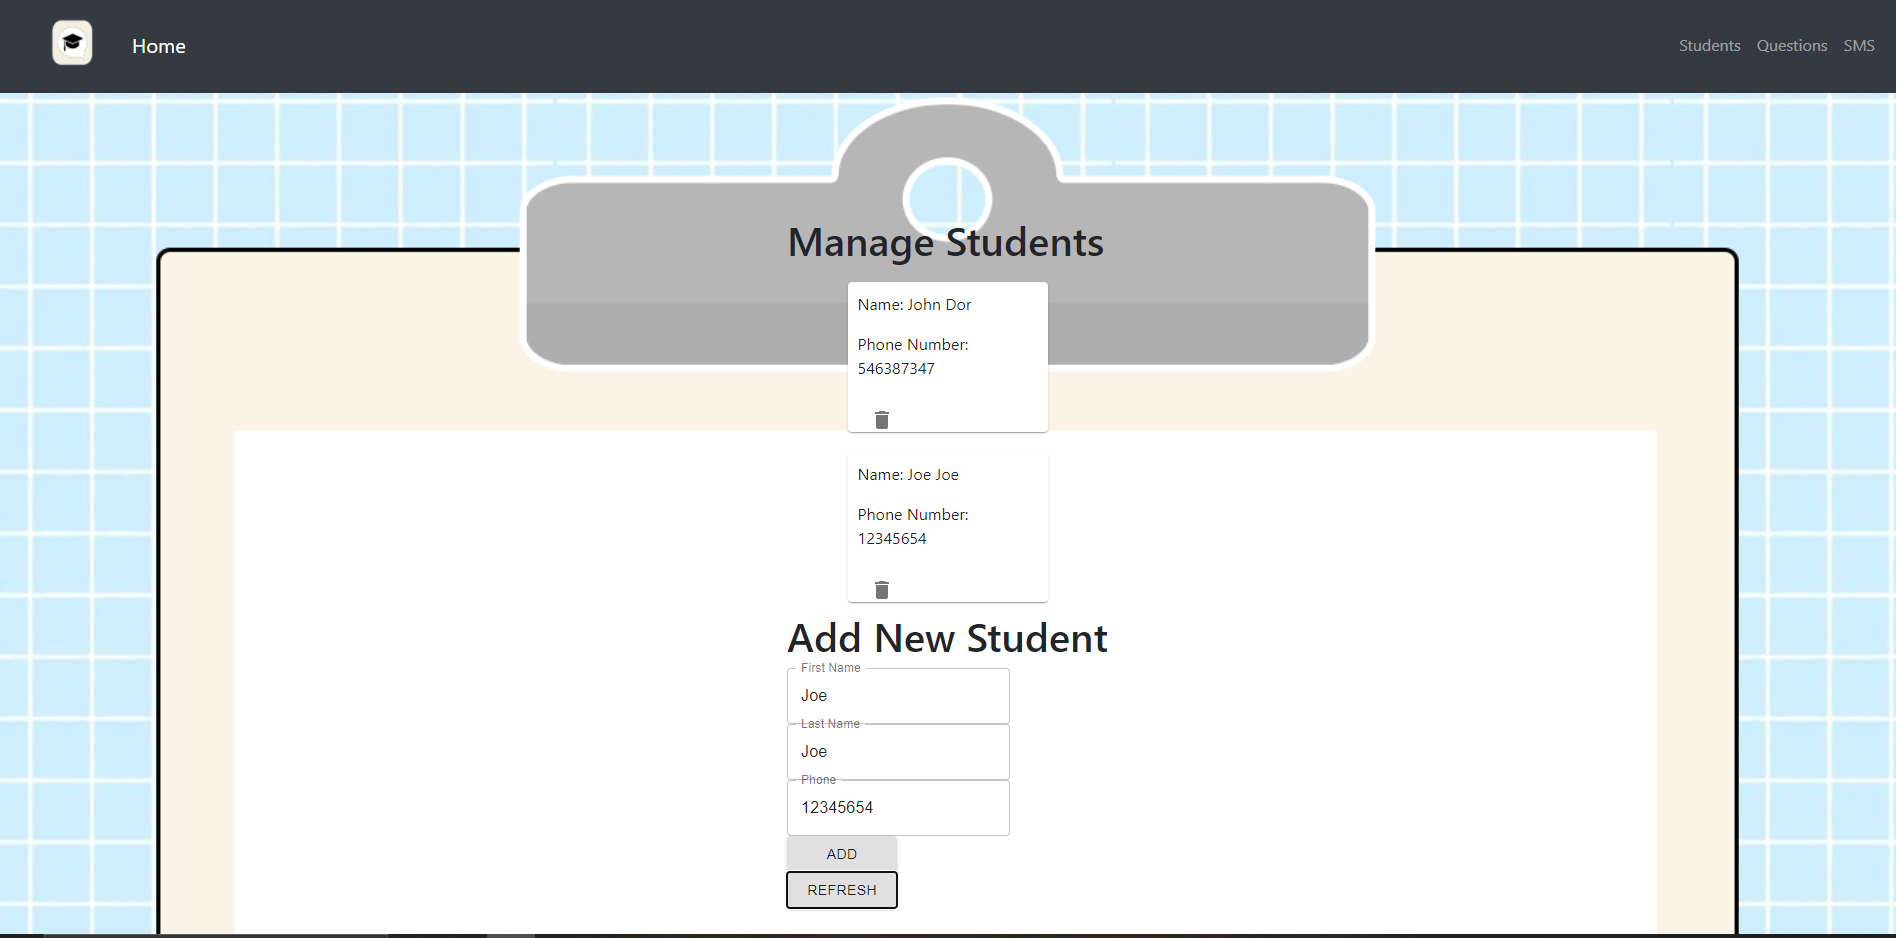 Home
Students Questions SMS
Manage Students
Name: John Dor
Phone Number:
546387347
Name: Joe Joe
Phone Number:
12345654
Add New Student
First Name
Joe
Last Name
Joe
Phone
12345654
ADD
REFRESH